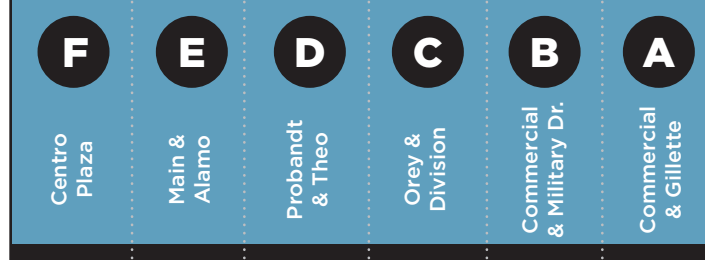 F
E
D
C
B
A
Centro
Plaza
Main &
Alamo
Probandt
& Theo
Orey &
Division
Commercial
& Military Dr.
Commercial
& Gillette